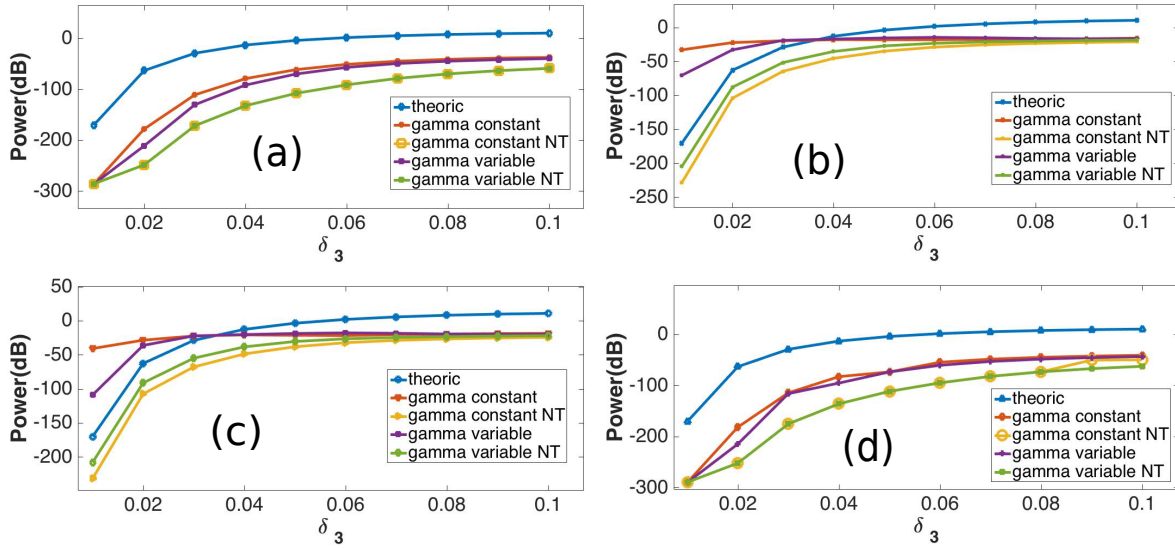 0
-100
-200
-300
Power(dB)
0.02 0.04 0.06 0.08 0.1
δ 3
(a)
theoric
gamma constant
gamma constant NT
gamma variable
gamma variable NT
0
-50
-100
-150
-200
-250
Power(dB)
0.02 0.04 0.06 0.08 0.1
δ 3
(b)
theoric
gamma constant
gamma constant NT
gamma variable
gamma variable NT
50
0
-50
-100
-150
-200
Power(dB)
0.02 0.04 0.06 0.08 0.1
δ 3
(c)
theoric
gamma constant
gamma constant NT
gamma variable
gamma variable NT
0
-100
-200
-300
Power(dB)
0.02 0.04 0.06 0.08 0.1
δ 3
(d)
theoric
gamma constant
gamma constant NT
gamma variable
gamma variable NT